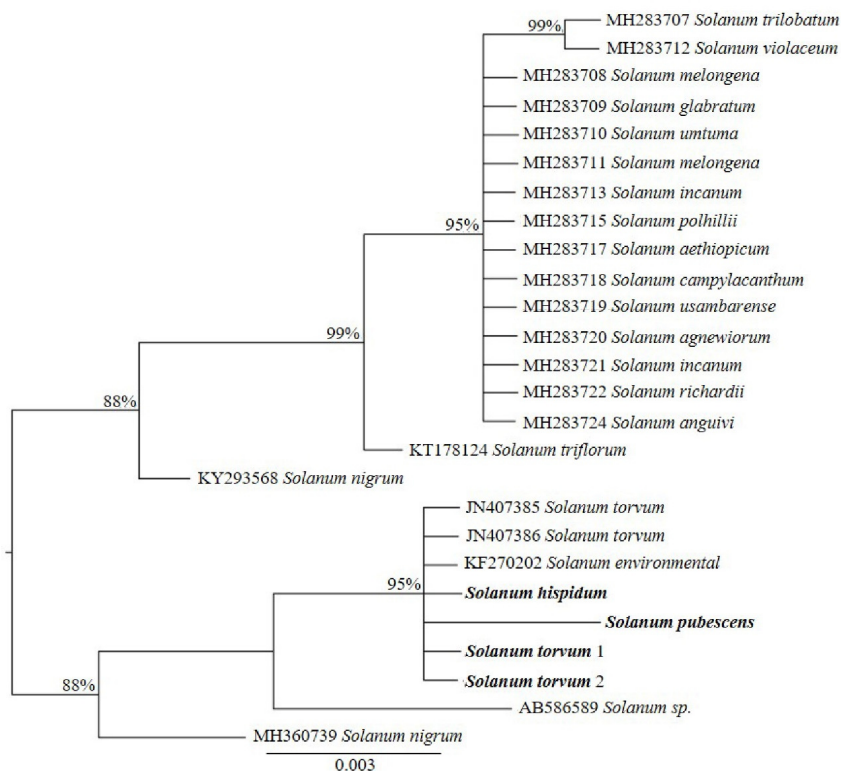 99%
MH283707 Solanum trilobatum
MH283712 Solanum violaceum
MH283708 Solanum melongena
MH283709 Solanum glabratum
MH283710 Solanum umtuma
MH283711 Solanum melongena
MH283713 Solanum incanum
MH283715 Solanum polhillii
95%
MH283717 Solanum aethiopicum
MH283718 Solanum campylacanthum
MH283719 Solanum usambarense
99%
MH283720 Solanum agnewiorum
MH283721 Solanum incanum
MH283722 Solanum richardii
88%
MH283724 Solanum anguivi
KT178124 Solanum triflorum
KY293568 Solanum nigrum
JN407385 Solanum torvum
JN407386 Solanum torvum
KF270202 Solanum environmental
95%
Solanum hispidum
Solanum pubescens
Solanum torvum 1
Solanum torvum 2
88%
AB586589 Solanum sp.
MH360739 Solanum nigrum
0.003